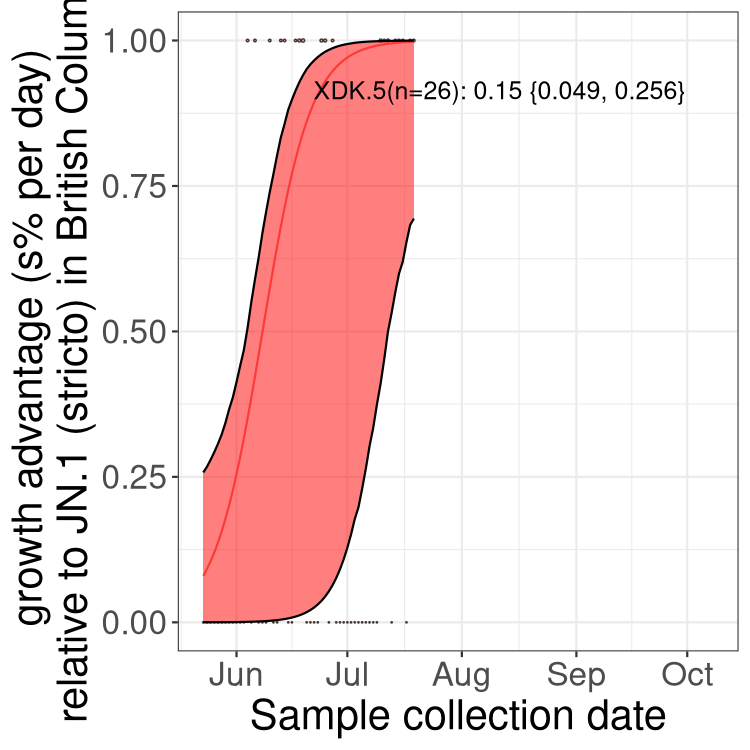 growth advantage (s% per day)
relative to JN.1 (stricto) in British Colum
1.00
0.75
0.50
0.25
0.00
XDK.5(n=26): 0.15 {0.049, 0.256}
Jun Jul Aug Sep Oct
Sample collection date